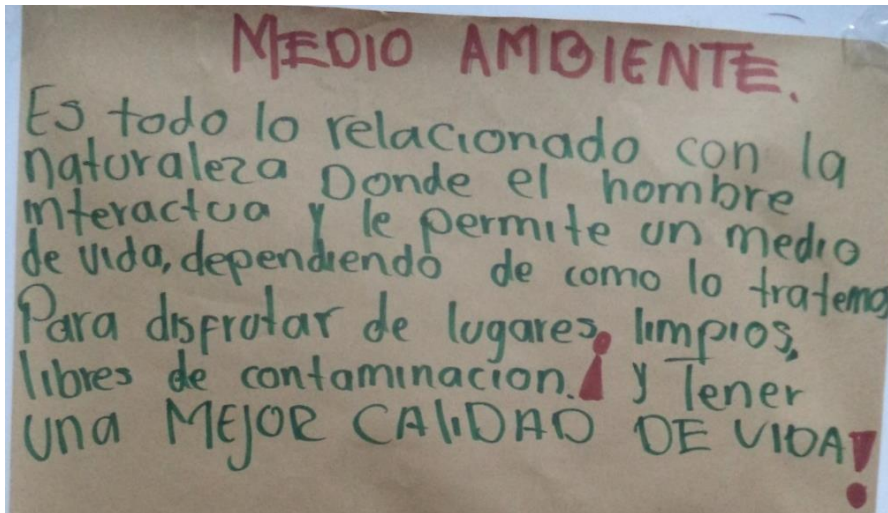 MEDIO AMBIENTE.
Es todo lo relacionado con la
naturaleza Donde el hombre
interactua y le permite un medio
de vida, dependiendo de como lo tratemos
Para disfrutar de lugares, limpios,
libres de contaminacion. ¡ y Tener
una MEJOR CALIDAD DE VIDA!